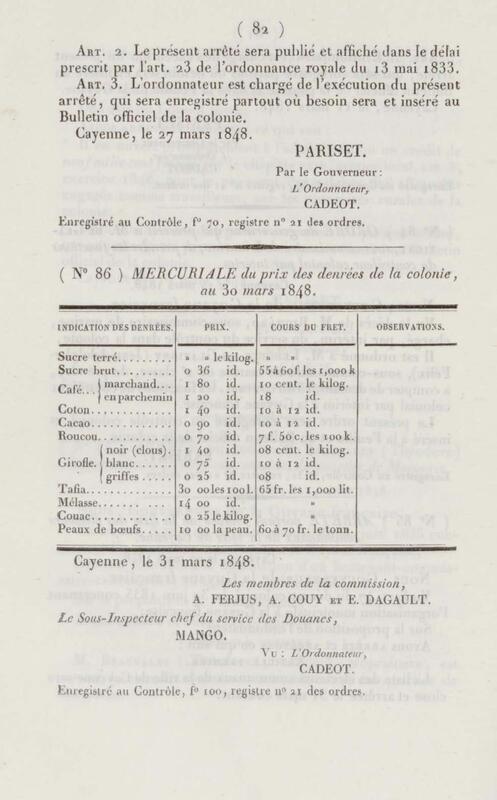 ( 82 )
ART. 2. Le présent arrêté sera publié et affiché dans le délai
prescrit par l'art. 23 de l'ordonnance royale du 13 mai 1833.
ART. 3. L'ordonnateur est chargé de l'exécution du présent
arrêté, qui sera enregistré partout où besoin sera et inséré au
Bulletin officiel de la colonie.
Cayenne, le 27 mars 1848.
PARISET.
Par le Gouverneur :
L'Ordonnateur,
CADEOT.
Enregistré au Contrôle, f° 70, registre n° 21 des ordres.
( N° 86 ) MERCURIALE du prix des denrées de la colonie,
au 30 mars 1848.
INDICATION DES DENRÉES. PRIX. COURS DU FRET. OBSERVATIONS.
Sucre terré......... » » le kilog. » »
Sucre brut......... 0 36 id. 55 à 60 f. les 1,000 k
Café... marchand... 1 80 id. 10 cent. le kilog.
en parchemin 1 20 id. 18 id.
Coton............. 1 40 id. 10 à 12 id.
Cacao............. 0 90 id. 10 à 12 id.
Roucou............ 0 70 id. 7 f. 50 c. les 100 k.
noir (clous). 1 40 id. 08 cent. le kilog.
Girofle. blanc...... 0 75 id. 10 à 12 id.
griffes..... 0 25 id. 08 id.
Tafia.............. 30 00 les 100 l. 65 fr. les 1,000 lit.
Mélasse........... 14 00 id. »
Couac............. 0 25 le kilog. »
Peaux de bœufs..... 10 00 la peau. 60 à 70 fr. le tonn.
Cayenne, le 31 mars 1848.
Les membres de la commission,
A. FERJUS, A. COUY ET E. DAGAULT.
Le Sous-Inspecteur chef du service des Douanes,
MANGO.
VU : L'Ordonnateur,
CADEOT.
Enregistré au Contrôle, f° 100, registre n° 21 des ordres.